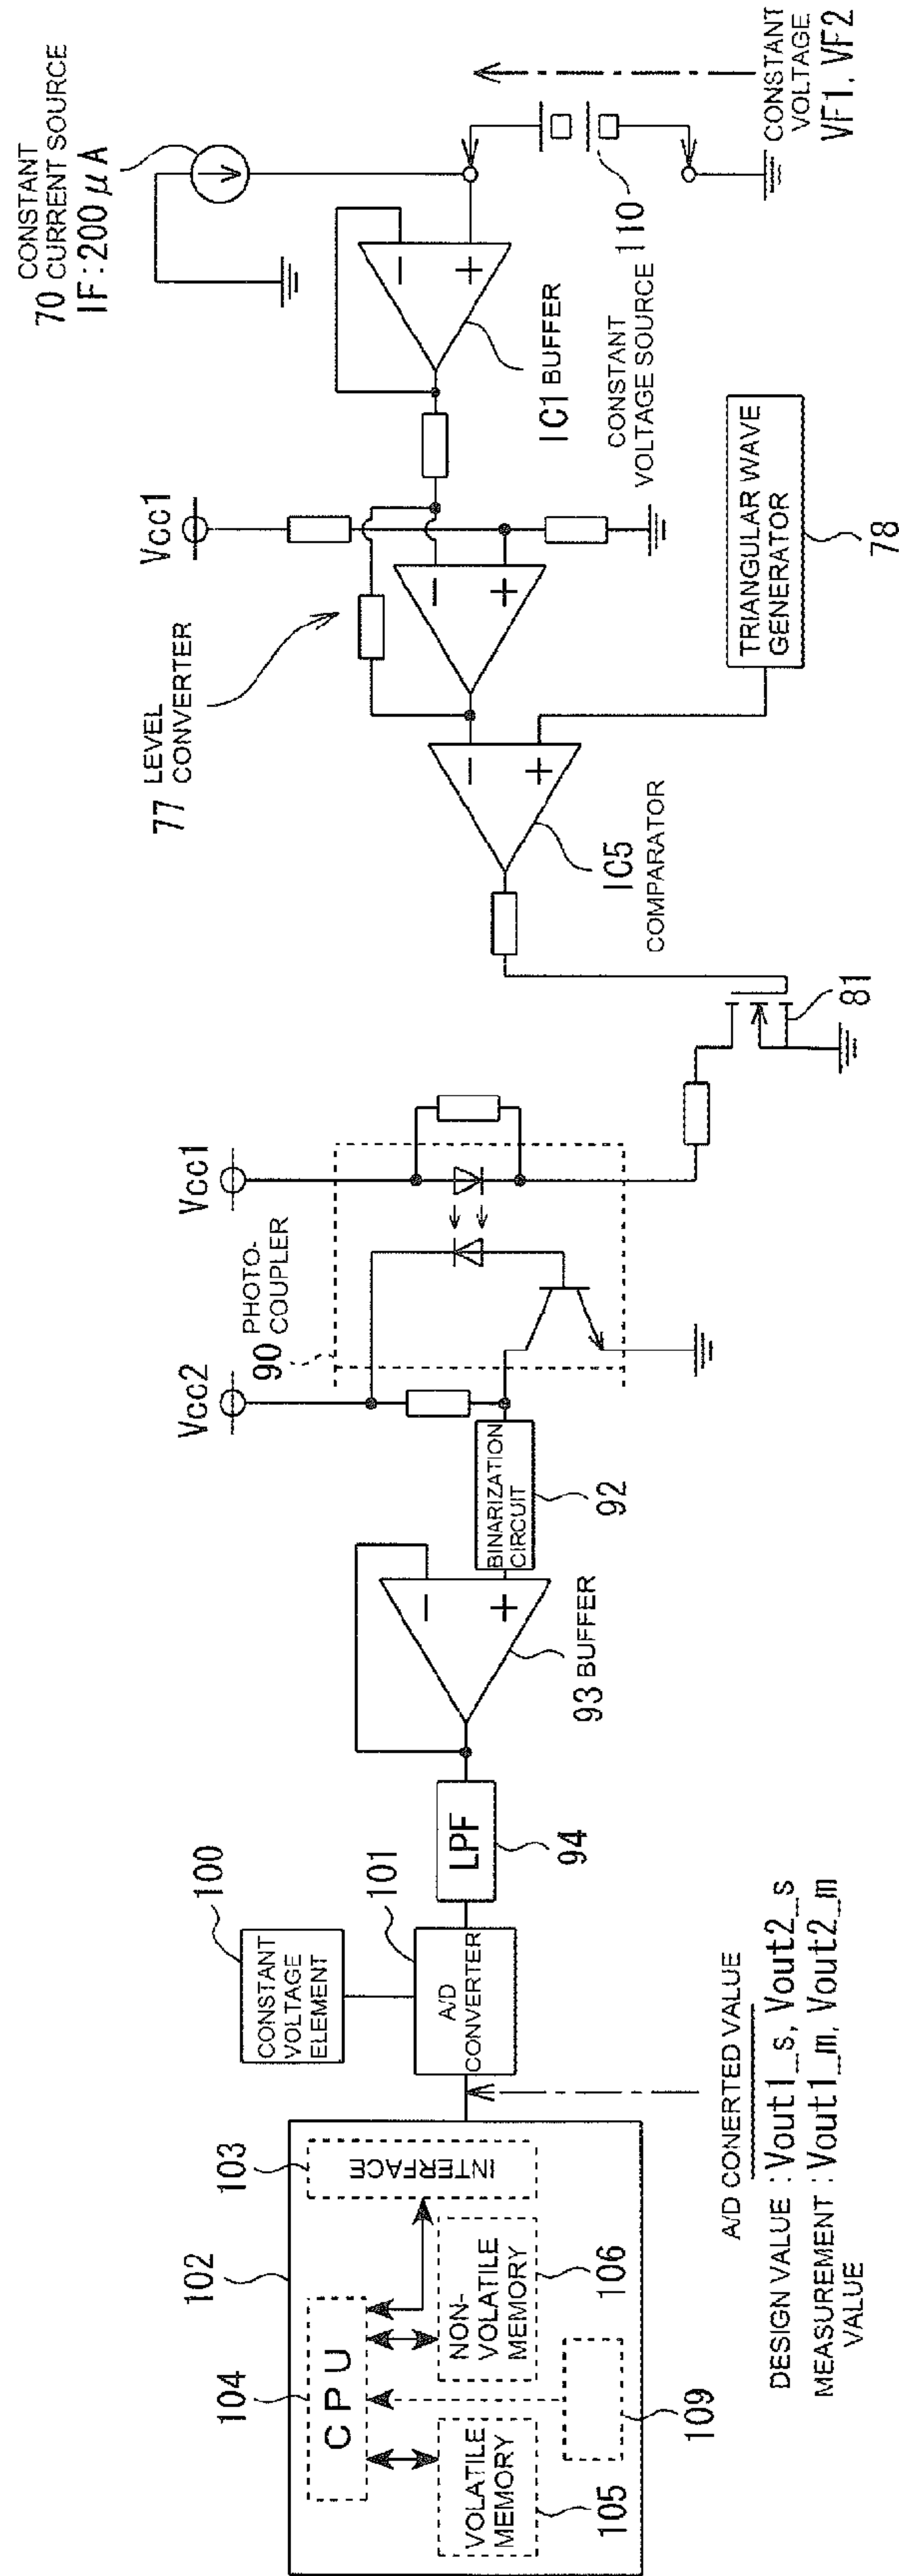 102
103
104
CPU
INTERFACE
VOLATILE
MEMORY
105
NON-
VOLATILE
MEMORY
106
109
100
CONSTANT
VOLTAGE
ELEMENT
101
A/D
CONVERTER
A/D CONERTED VALUE
DESIGN VALUE : Vout1_s, Vout2_s
MEASUREMENT : Vout1_m, Vout2_m
VALUE
LPF
94
93 BUFFER
−
+
BINARIZATION
CIRCUIT
92
Vcc2
90 PHOTO-
COUPLER
Vcc1
81
IC5
COMPARATOR
−
+
77 LEVEL
CONVERTER
Vcc1
−
+
TRIANGULAR WAVE
GENERATOR
78
IC1 BUFFER
−
+
CONSTANT
VOLTAGE SOURCE 110
CONSTANT
70 CURRENT SOURCE
IF:200μA
CONSTANT
VOLTAGE
VF1, VF2